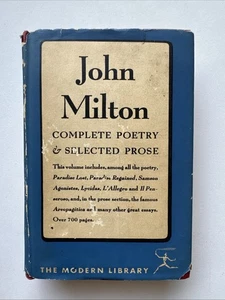 John
Milton
COMPLETE POETRY
& SELECTED PROSE
This volume includes, among all the poetry,
Paradise Lost, Paradise Regained, Samson
Agonistes, Lycidas, L'Allegro and Il Pen-
seroso, and, in the prose section, the famous
Areopagitica and many other great essays.
Over 700 pages.
THE MODERN LIBRARY